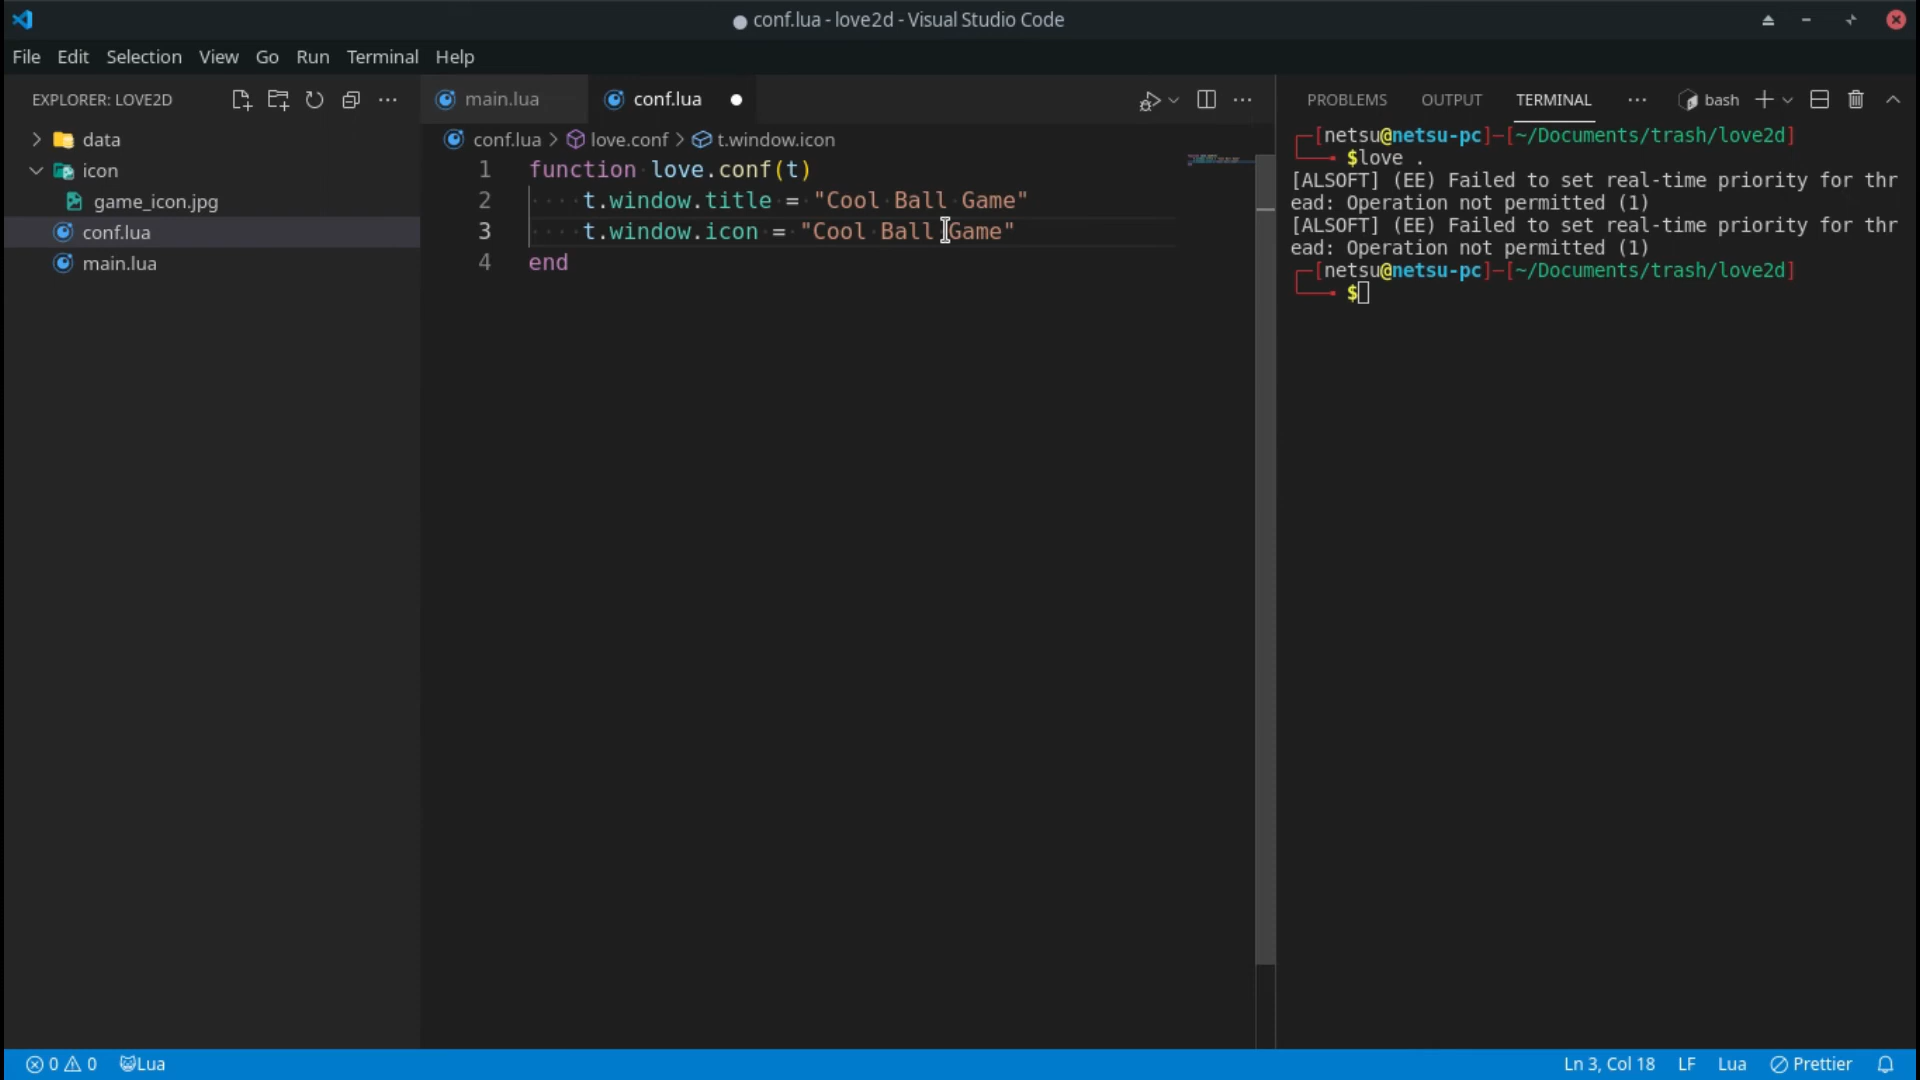 conf.lua - love2d - Visual Studio Code
File Edit Selection View Go Run Terminal Help
EXPLORER: LOVE2D
data
icon
game_icon.jpg
conf.lua
main.lua
main.lua conf.lua
conf.lua > love.conf > t.window.icon
1 function love.conf(t)
2 t.window.title = "Cool Ball Game"
3 t.window.icon = "Cool Ball Game"
4 end
PROBLEMS OUTPUT TERMINAL ... bash
[netsu@netsu-pc]-[~/Documents/trash/love2d]
$love .
[ALSOFT] (EE) Failed to set real-time priority for thr
ead: Operation not permitted (1)
[ALSOFT] (EE) Failed to set real-time priority for thr
ead: Operation not permitted (1)
[netsu@netsu-pc]-[~/Documents/trash/love2d]
$
0 0 Lua
Ln 3, Col 18 LF Lua Prettier